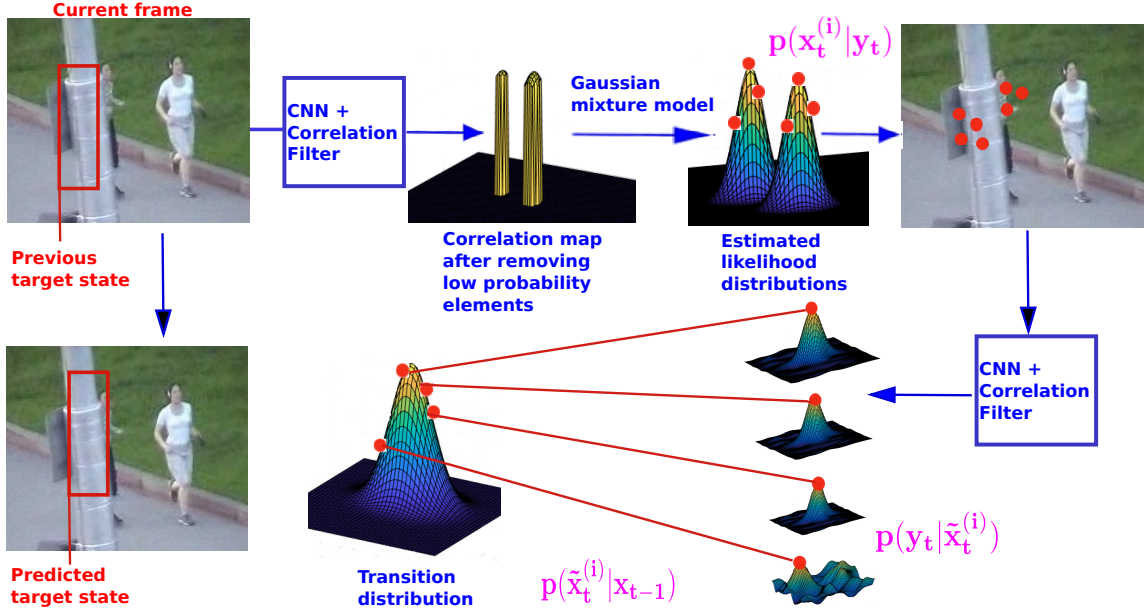 Current frame
p(x_t^{(i)}|y_t)
CNN +
Correlation
Filter
Gaussian
mixture model
Previous
target state
Correlation map
after removing
low probability
elements
Estimated
likelihood
distributions
CNN +
Correlation
Filter
Predicted
target state
Transition
distribution
p(x̃_t^{(i)}|x_{t−1})
p(y_t|x̃_t^{(i)})